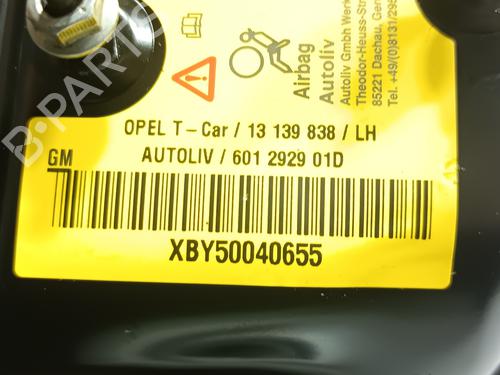 Airbag
Autoliv
Autoliv GmbH Werk
Theodor-Heuss-Str
85221 Dachau, Ger
Tel. +49/(0)8131/295
OPEL T-Car / 13 139 838 / LH
GM
AUTOLIV / 601 2929 01D
XBY50040655
B-PARTS